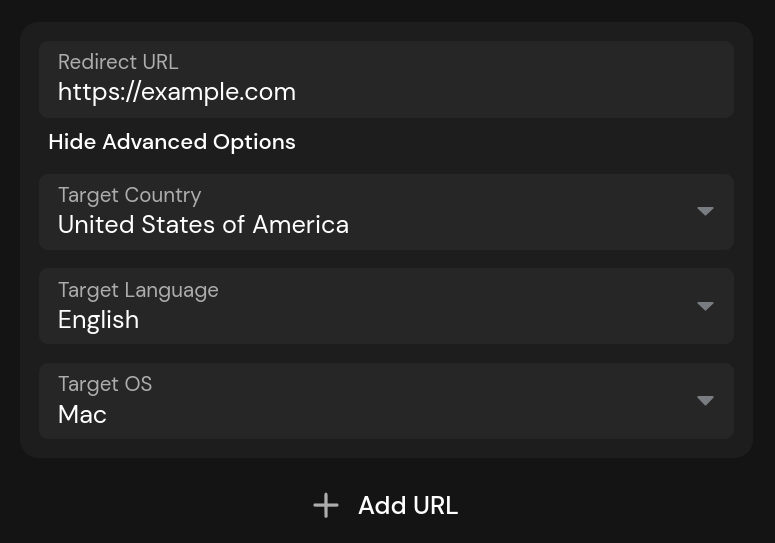 Redirect URL
https://example.com
Hide Advanced Options
Target Country
United States of America
Target Language
English
Target OS
Mac
Add URL